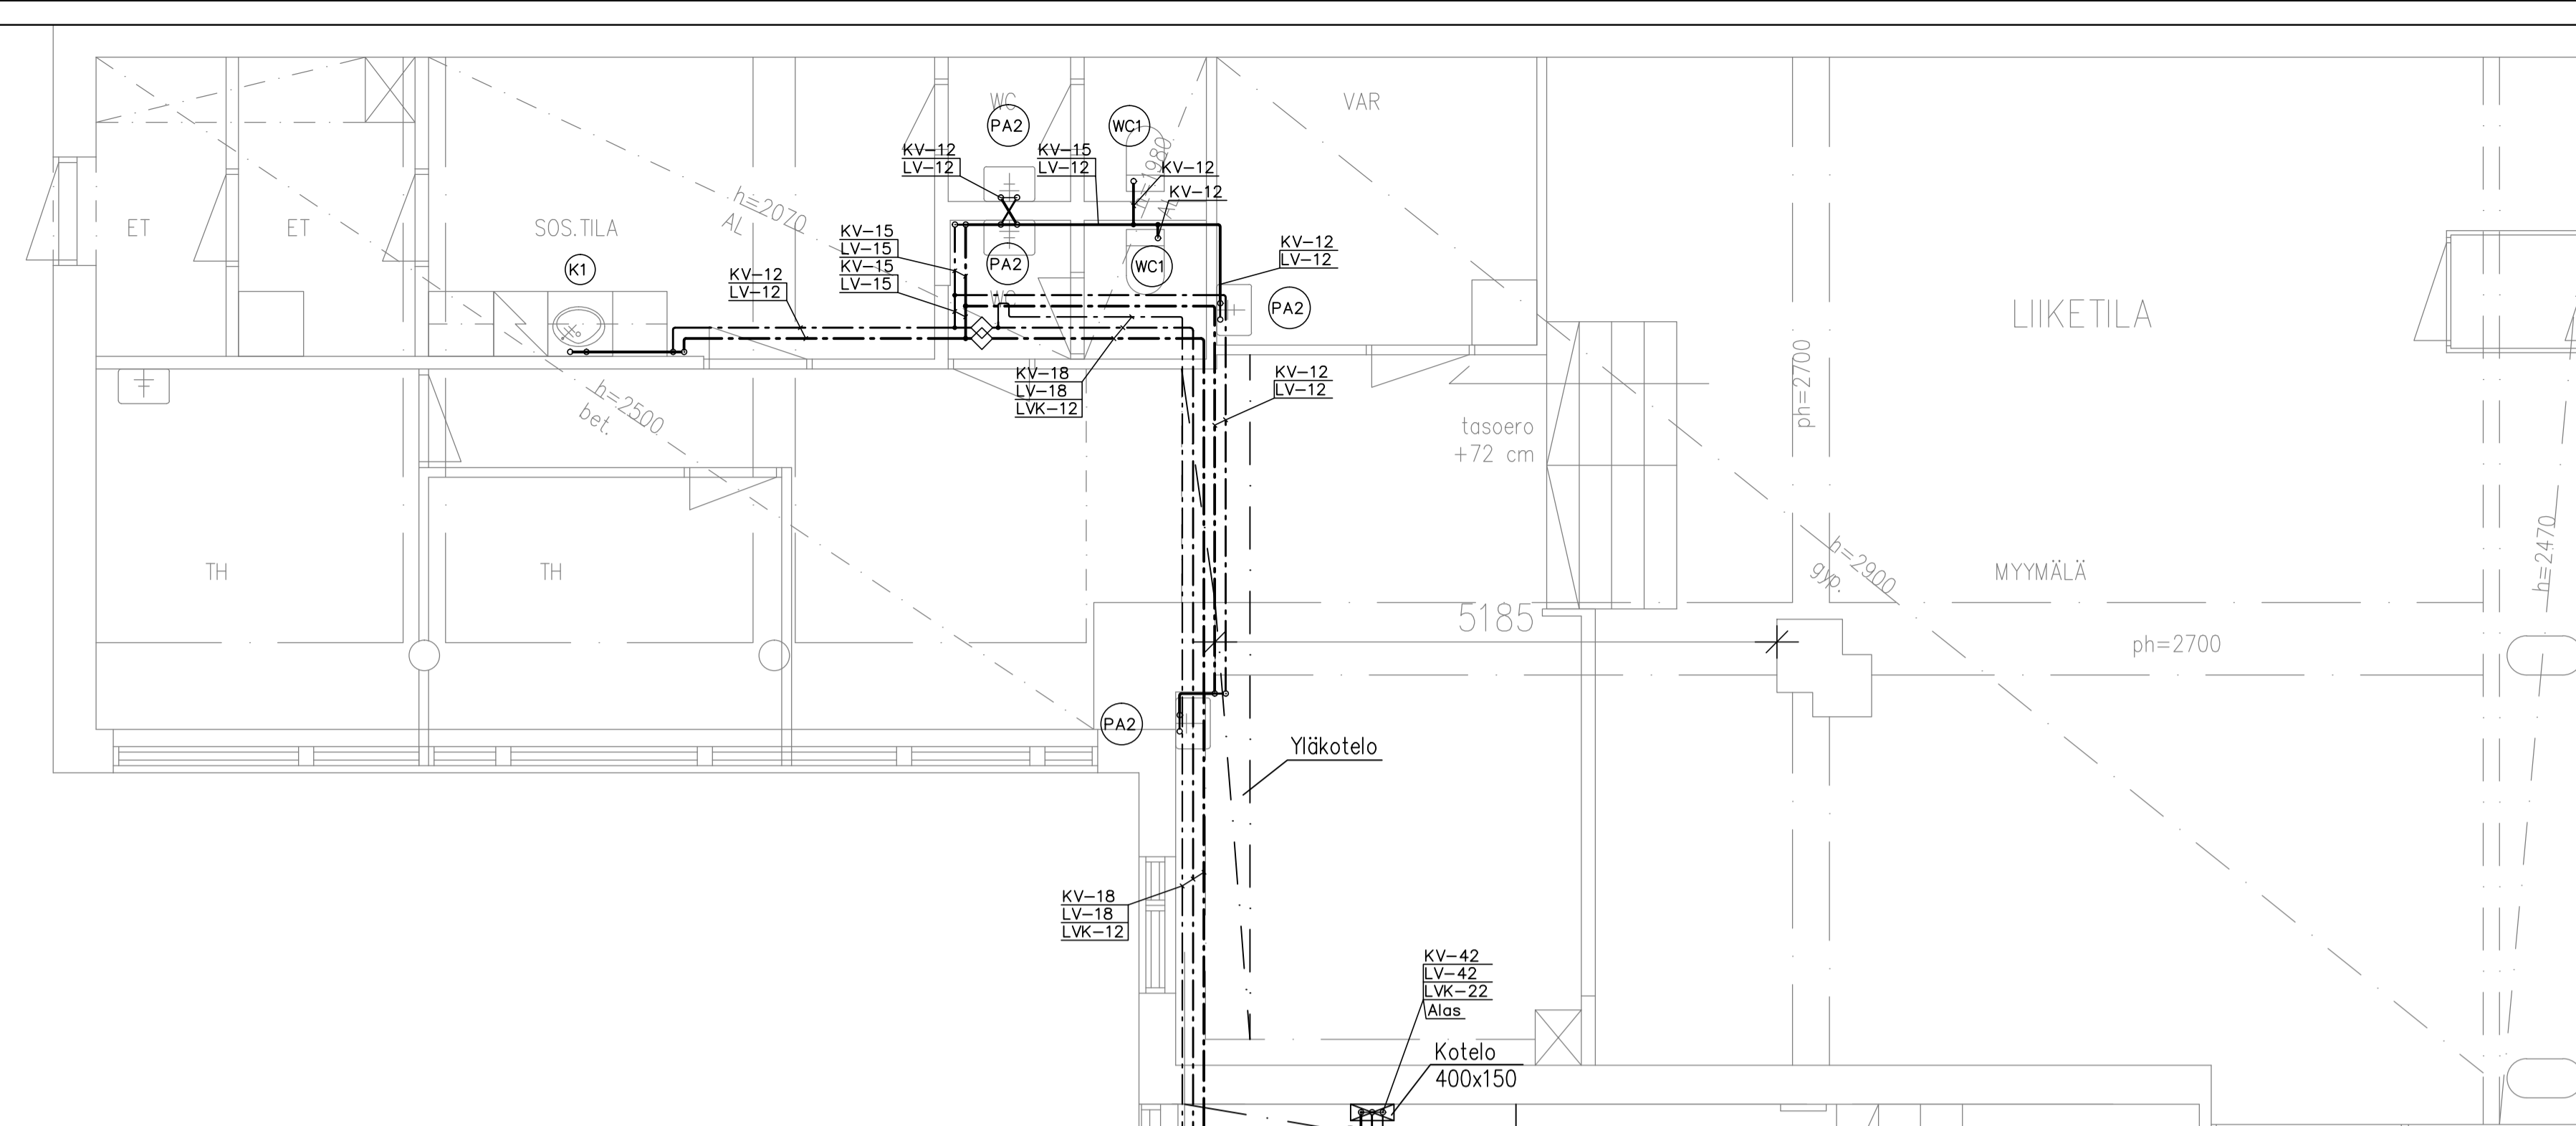 WC
PA2
WC1
VAR
KV-12
LV-12
KV-15
LV-12
h=1980
AL
KV-12
KV-12
ET
ET
SOS.TILA
K1
h=2070
AL
KV-15
LV-15
KV-15
LV-15
KV-12
LV-12
PA2
WC
WC1
KV-12
LV-12
PA2
LIIKETILA
ph=2700
KV-18
LV-18
LVK-12
KV-12
LV-12
h=2500
bet.
tasoero
+72 cm
TH
TH
h=2900
gyp.
MYYMÄLÄ
h=2470
5185
ph=2700
PA2
Yläkotelo
KV-18
LV-18
LVK-12
KV-42
LV-42
LVK-22
Alas
Kotelo
400x150